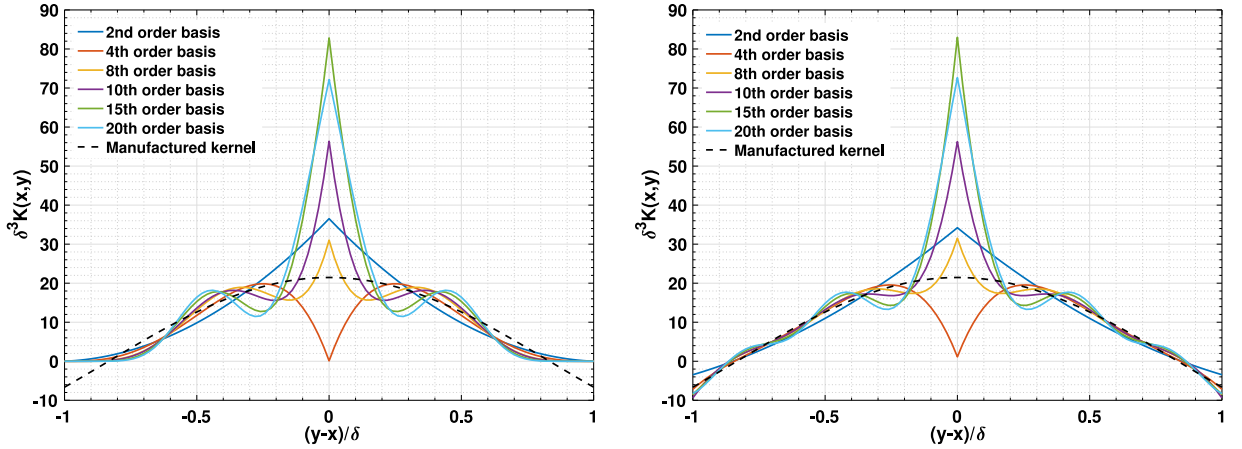 90
80
70
60
50
40
30
20
10
0
-10
δ³K(x,y)
2nd order basis
4th order basis
8th order basis
10th order basis
15th order basis
20th order basis
Manufactured kernel
-1 -0.5 0 0.5 1
(y-x)/δ
90
80
70
60
50
40
30
20
10
0
-10
δ³K(x,y)
2nd order basis
4th order basis
8th order basis
10th order basis
15th order basis
20th order basis
Manufactured kernel
-1 -0.5 0 0.5 1
(y-x)/δ